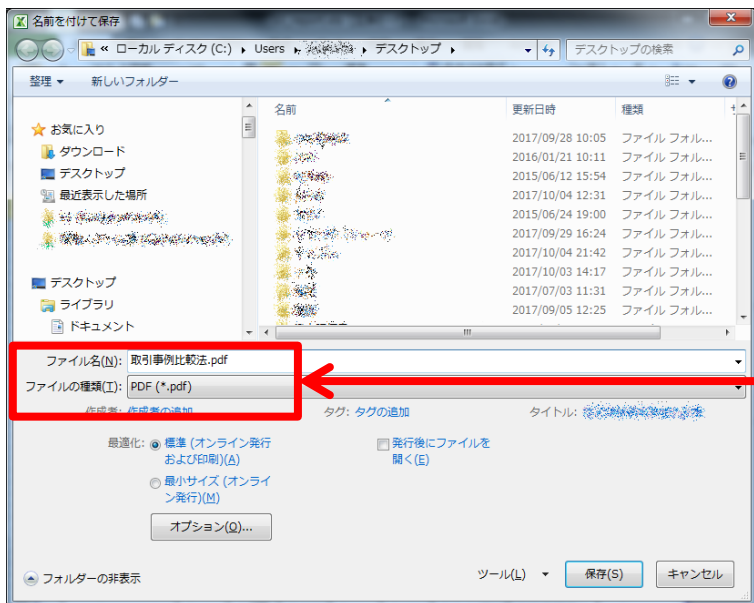 名前を付けて保存
« ローカル ディスク (C:) ▸ Users ▸ ▸ デスクトップ ▸
デスクトップの検索
整理 ▼ 新しいフォルダー
お気に入り
ダウンロード
デスクトップ
最近表示した場所
デスクトップ
ライブラリ
ドキュメント
名前 更新日時 種類
2017/09/28 10:05 ファイル フォル...
2016/01/21 10:11 ファイル フォル...
2015/06/12 15:54 ファイル フォル...
2017/10/04 12:31 ファイル フォル...
2015/06/24 19:00 ファイル フォル...
2017/09/29 16:24 ファイル フォル...
2017/10/04 21:42 ファイル フォル...
2017/10/03 14:17 ファイル フォル...
2017/07/03 11:31 ファイル フォル...
2017/09/05 12:25 ファイル フォル...
ファイル名(N): 取引事例比較法.pdf
ファイルの種類(T): PDF (*.pdf)
作成者: 作成者の追加 タグ: タグの追加 タイトル:
最適化: 標準 (オンライン発行
および印刷)(A)
最小サイズ (オンライ
ン発行)(M)
発行後にファイルを
開く(E)
オプション(O)...
フォルダーの非表示 ツール(L) ▼ 保存(S) キャンセル